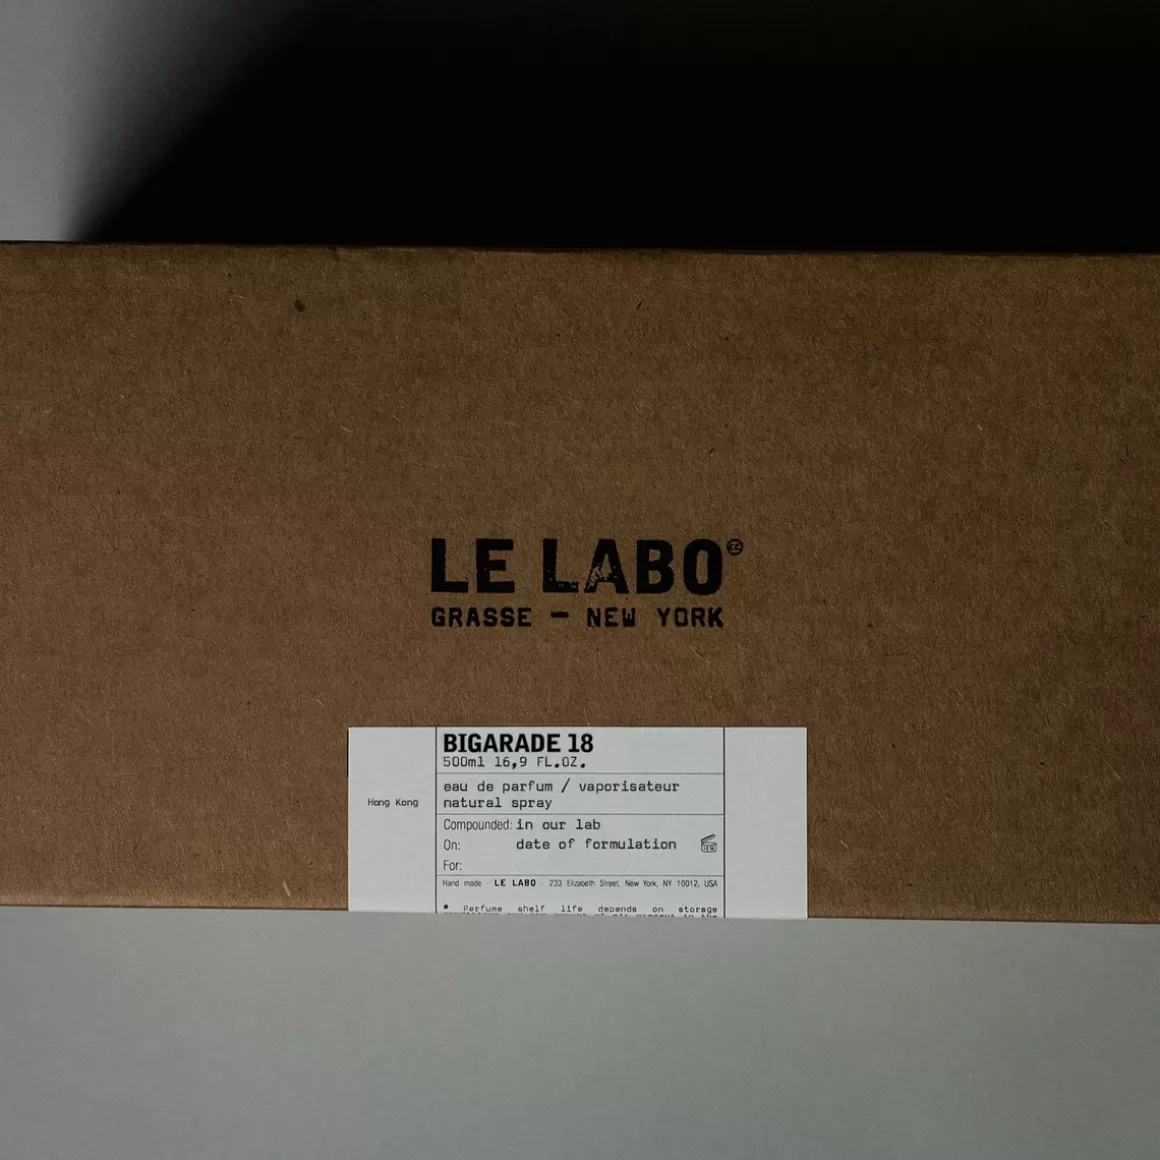 LE LABO
GRASSE — NEW YORK
BIGARADE 18
500ml 16,9 FL.OZ.
eau de parfum / vaporisateur
natural spray
Hong Kong
Compounded: in our lab
On: date of formulation
For:
Hand made - LE LABO - 233 Elizabeth Street, New York, NY 10012, USA
* Perfume shelf life depends on storage